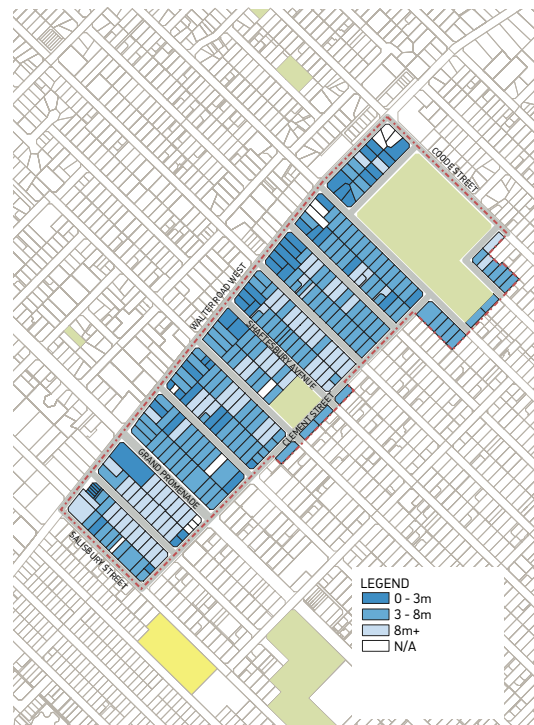 COODE STREET
WALTER ROAD WEST
SHAFTESBURY AVENUE
CLEMENT STREET
GRAND PROMENADE
SALISBURY STREET
LEGEND
0 - 3m
3 - 8m
8m+
N/A